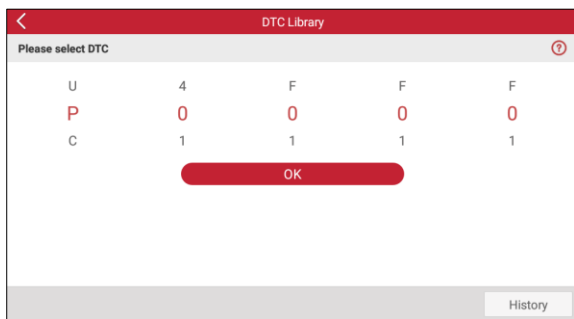 DTC Library
Please select DTC
?
U 4 F F F
P 0 0 0 0
C 1 1 1 1
OK
History